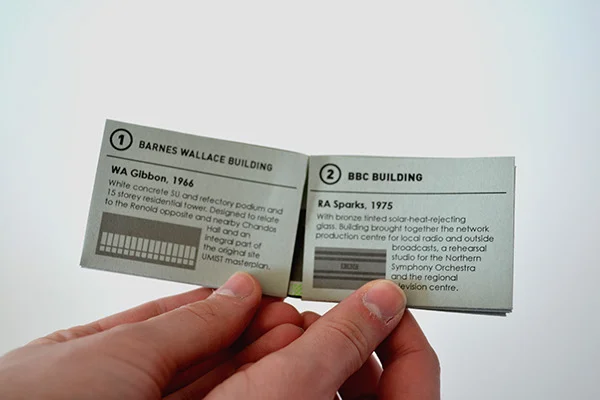 1 BARNES WALLACE BUILDING
WA Gibbon, 1966
White concrete SU and refectory podium and
15 storey residential tower. Designed to relate
to the Renold opposite and nearby Chandos
Hall and an
integral part of
the original site
UMIST masterplan.
2 BBC BUILDING
RA Sparks, 1975
With bronze tinted solar-heat-rejecting
glass. Building brought together the network
production centre for local radio and outside
broadcasts, a rehearsal
studio for the Northern
Symphony Orchestra
and the regional
television centre.
BBC